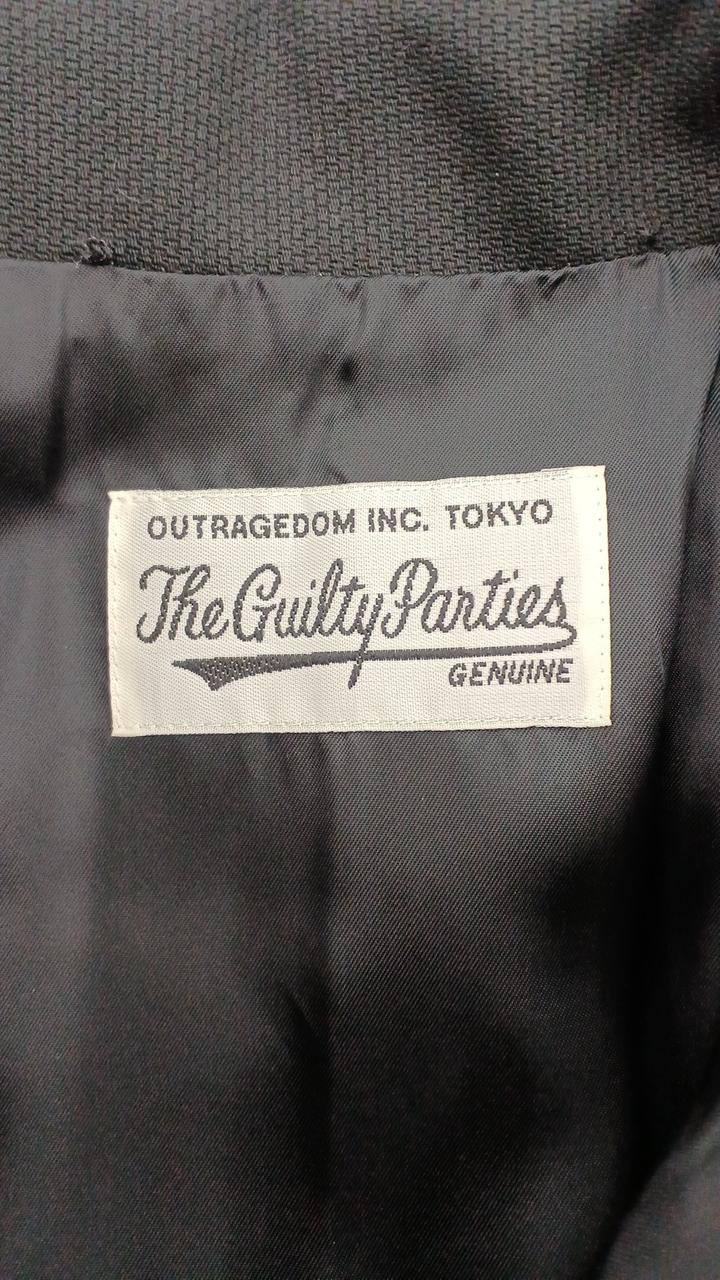 OUTRAGEDOM INC. TOKYO
The Guilty Parties
GENUINE